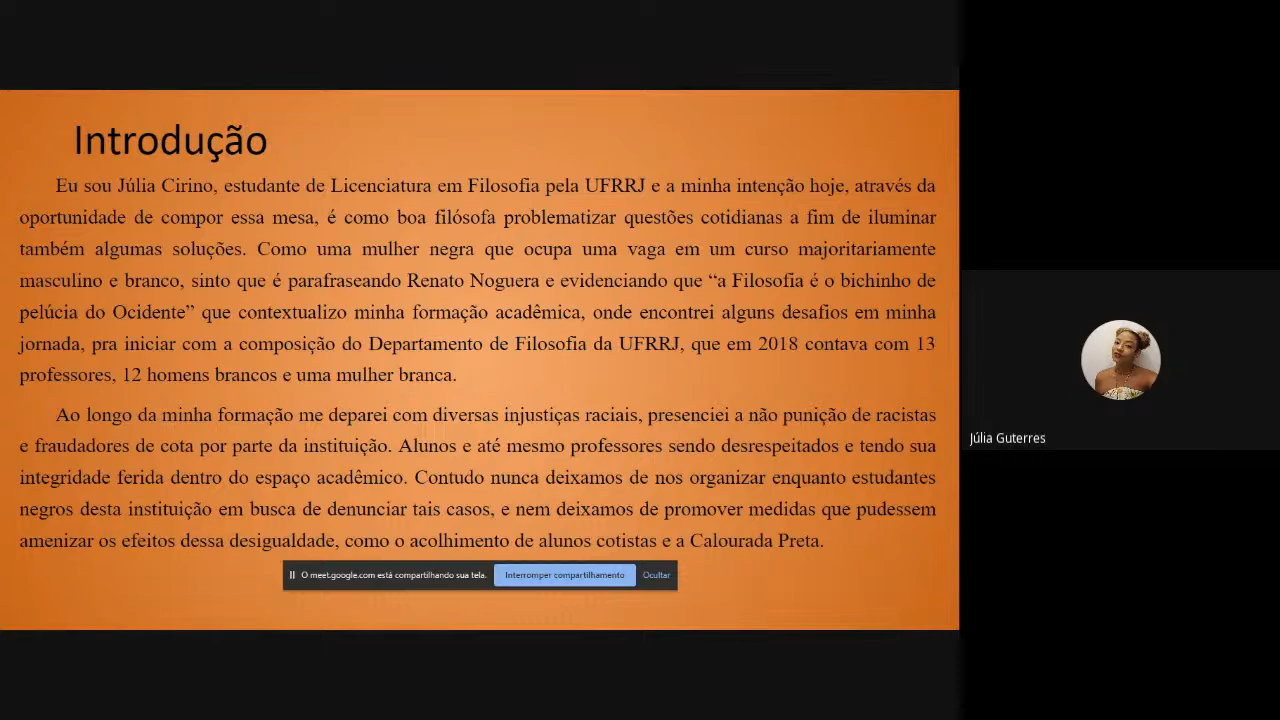 Introdução
Eu sou Júlia Cirino, estudante de Licenciatura em Filosofia pela UFRRJ e a minha intenção hoje, através da
oportunidade de compor essa mesa, é como boa filósofa problematizar questões cotidianas a fim de iluminar
também algumas soluções. Como uma mulher negra que ocupa uma vaga em um curso majoritariamente
masculino e branco, sinto que é parafraseando Renato Noguera e evidenciando que “a Filosofia é o bichinho de
pelúcia do Ocidente” que contextualizo minha formação acadêmica, onde encontrei alguns desafios em minha
jornada, pra iniciar com a composição do Departamento de Filosofia da UFRRJ, que em 2018 contava com 13
professores, 12 homens brancos e uma mulher branca.
Ao longo da minha formação me deparei com diversas injustiças raciais, presenciei a não punição de racistas
e fraudadores de cota por parte da instituição. Alunos e até mesmo professores sendo desrespeitados e tendo sua
integridade ferida dentro do espaço acadêmico. Contudo nunca deixamos de nos organizar enquanto estudantes
negros desta instituição em busca de denunciar tais casos, e nem deixamos de promover medidas que pudessem
amenizar os efeitos dessa desigualdade, como o acolhimento de alunos cotistas e a Calourada Preta.
O meet.google.com está compartilhando sua tela. Interromper compartilhamento Ocultar
Júlia Guterres